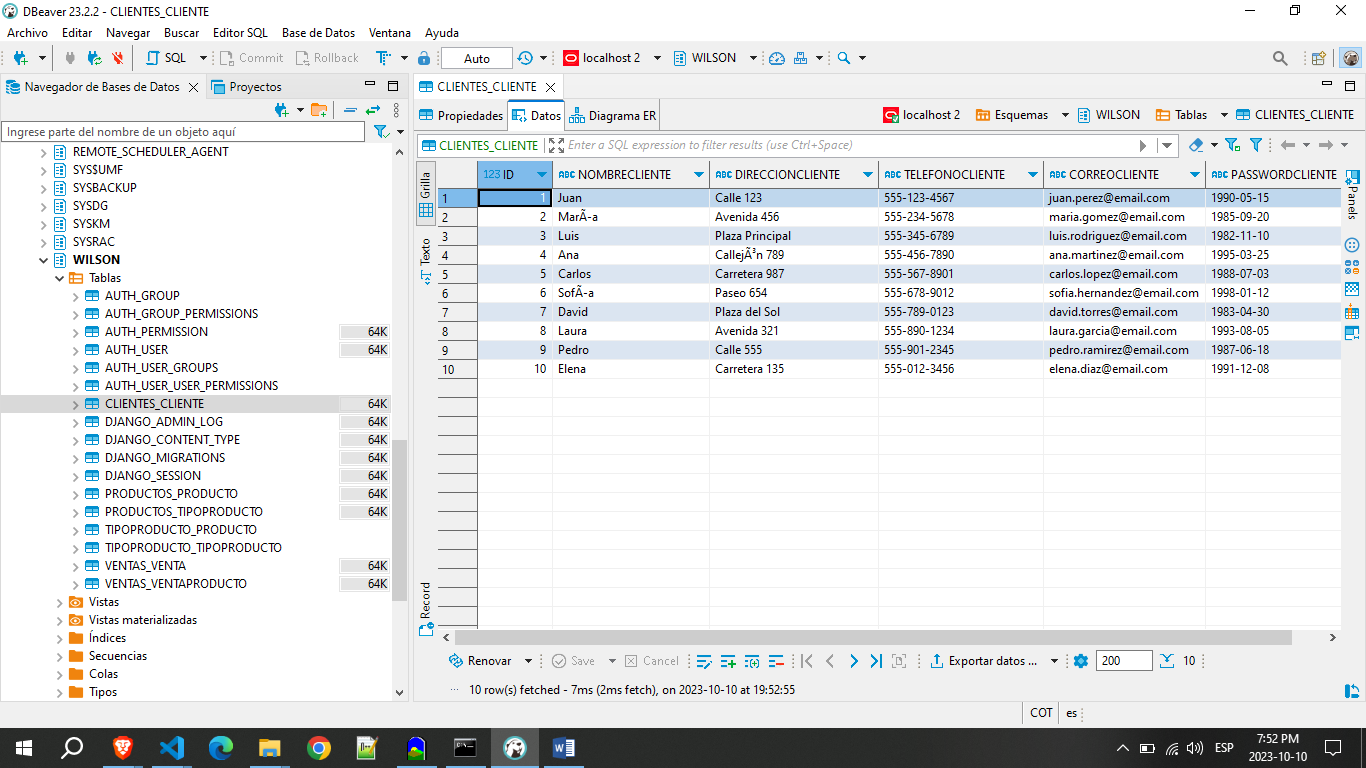 DBeaver 23.2.2 - CLIENTES_CLIENTE
Archivo Editar Navegar Buscar Editor SQL Base de Datos Ventana Ayuda
SQL Commit Rollback Auto localhost 2 WILSON
Navegador de Bases de Datos Proyectos
Ingrese parte del nombre de un objeto aquí
REMOTE_SCHEDULER_AGENT
SYS$UMF
SYSBACKUP
SYSDG
SYSKM
SYSRAC
WILSON
Tablas
AUTH_GROUP
AUTH_GROUP_PERMISSIONS
AUTH_PERMISSION 64K
AUTH_USER 64K
AUTH_USER_GROUPS
AUTH_USER_USER_PERMISSIONS
CLIENTES_CLIENTE 64K
DJANGO_ADMIN_LOG 64K
DJANGO_CONTENT_TYPE 64K
DJANGO_MIGRATIONS 64K
DJANGO_SESSION 64K
PRODUCTOS_PRODUCTO 64K
PRODUCTOS_TIPOPRODUCTO 64K
TIPOPRODUCTO_PRODUCTO
TIPOPRODUCTO_TIPOPRODUCTO
VENTAS_VENTA 64K
VENTAS_VENTAPRODUCTO 64K
Vistas
Vistas materializadas
Índices
Secuencias
Colas
Tipos
CLIENTES_CLIENTE
Propiedades Datos Diagrama ER
localhost 2 Esquemas WILSON Tablas CLIENTES_CLIENTE
CLIENTES_CLIENTE Enter a SQL expression to filter results (use Ctrl+Space)
Grilla
Texto
Record
123 ID ABC NOMBRECLIENTE ABC DIRECCIONCLIENTE ABC TELEFONOCLIENTE ABC CORREOCLIENTE ABC PASSWORDCLIENTE
1 1 Juan Calle 123 555-123-4567 juan.perez@email.com 1990-05-15
2 2 MarÃ-a Avenida 456 555-234-5678 maria.gomez@email.com 1985-09-20
3 3 Luis Plaza Principal 555-345-6789 luis.rodriguez@email.com 1982-11-10
4 4 Ana CallejÃ³n 789 555-456-7890 ana.martinez@email.com 1995-03-25
5 5 Carlos Carretera 987 555-567-8901 carlos.lopez@email.com 1988-07-03
6 6 SofÃ-a Paseo 654 555-678-9012 sofia.hernandez@email.com 1998-01-12
7 7 David Plaza del Sol 555-789-0123 david.torres@email.com 1983-04-30
8 8 Laura Avenida 321 555-890-1234 laura.garcia@email.com 1993-08-05
9 9 Pedro Calle 555 555-901-2345 pedro.ramirez@email.com 1987-06-18
10 10 Elena Carretera 135 555-012-3456 elena.diaz@email.com 1991-12-08
Panels
Renovar Save Cancel Exportar datos ... 200 10
10 row(s) fetched - 7ms (2ms fetch), on 2023-10-10 at 19:52:55
COT es
ESP
7:52 PM
2023-10-10